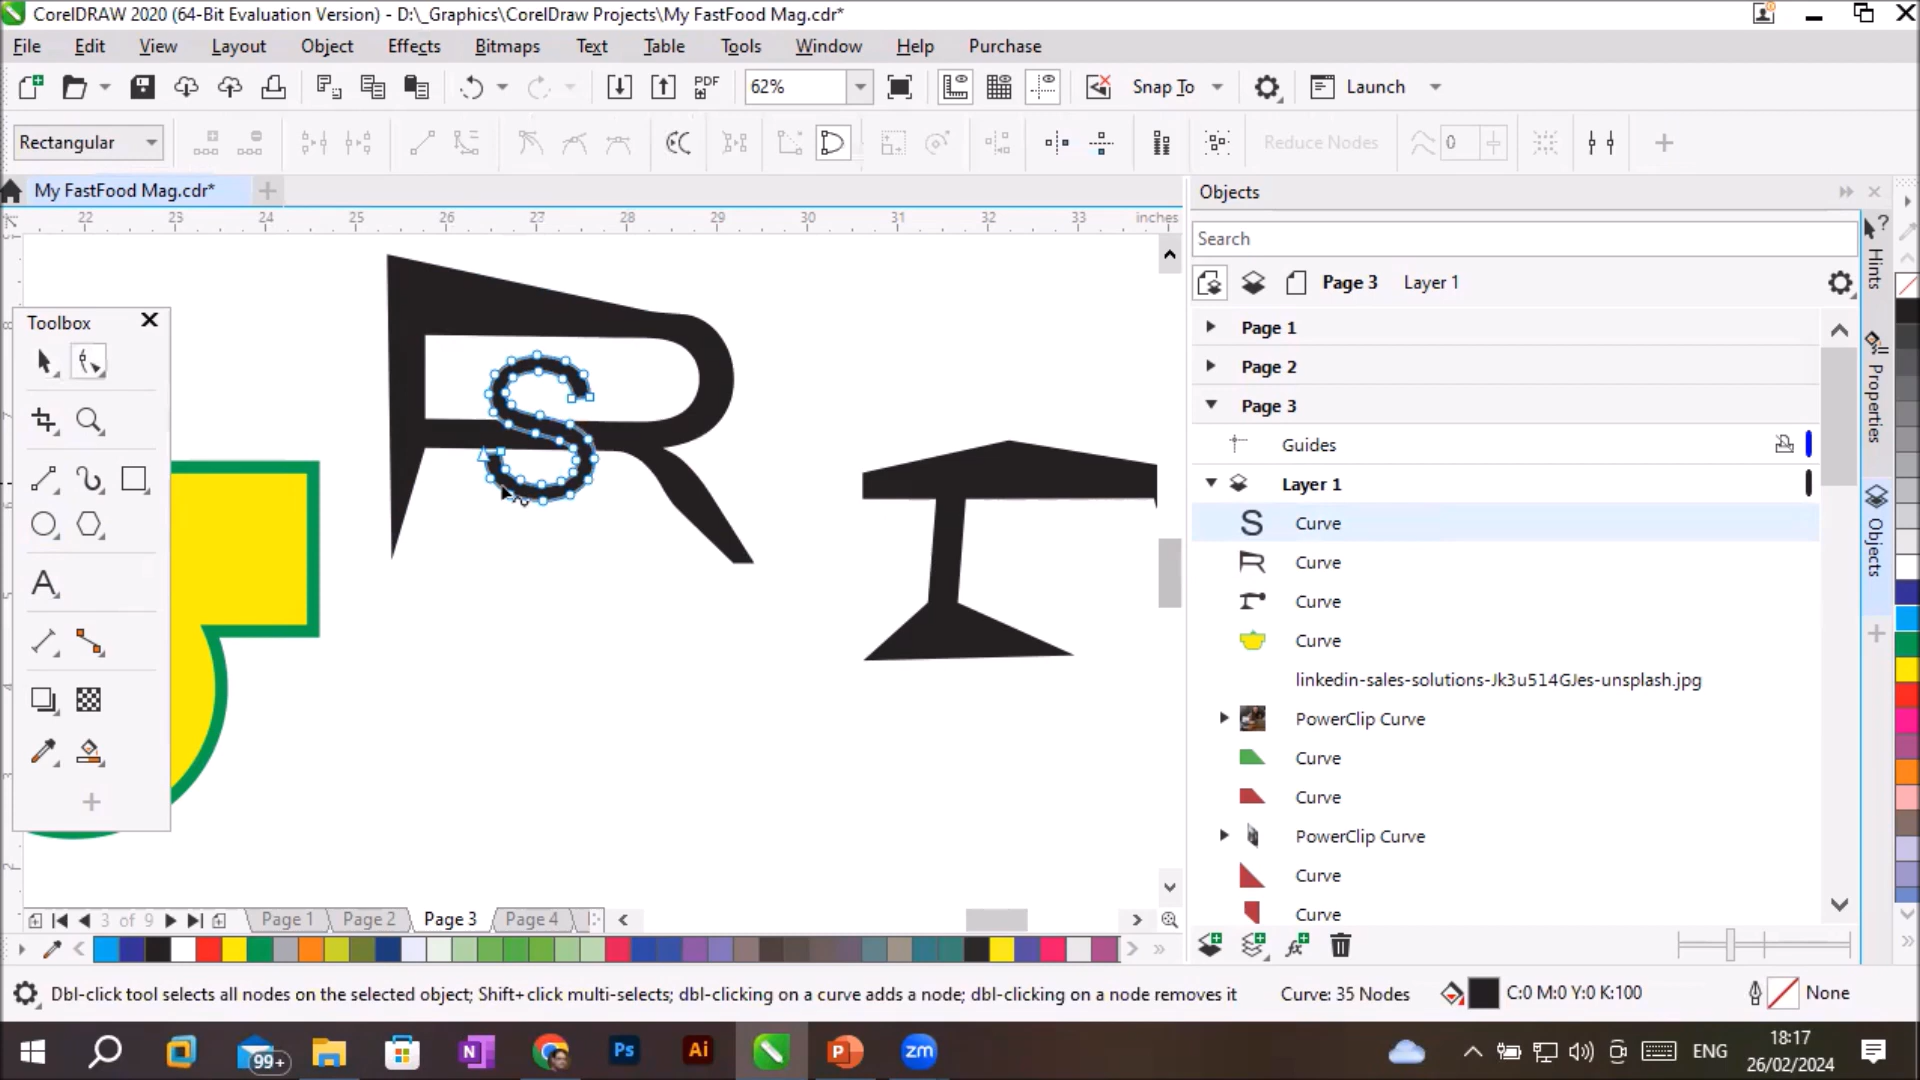 CorelDRAW 2020 (64-Bit Evaluation Version) - D:\_Graphics\CorelDraw Projects\My FastFood Mag.cdr*
File Edit View Layout Object Effects Bitmaps Text Table Tools Window Help Purchase
PDF 62% Snap To Launch
Rectangular Reduce Nodes 0
My FastFood Mag.cdr*
22 23 24 25 26 27 28 29 30 31 32 33 inches
Objects
Search
Page 3 Layer 1
Page 1
Page 2
Page 3
Guides
Layer 1
S Curve
R Curve
Curve
Curve
linkedin-sales-solutions-Jk3u514GJes-unsplash.jpg
PowerClip Curve
Curve
Curve
PowerClip Curve
Curve
Curve
Hints
Properties
Objects
Toolbox
A
R
S
3 of 9 Page 1 Page 2 Page 3 Page 4
Dbl-click tool selects all nodes on the selected object; Shift+click multi-selects; dbl-clicking on a curve adds a node; dbl-clicking on a node removes it
Curve: 35 Nodes C:0 M:0 Y:0 K:100 None
99+ N Ps Ai P zm ENG
18:17
26/02/2024